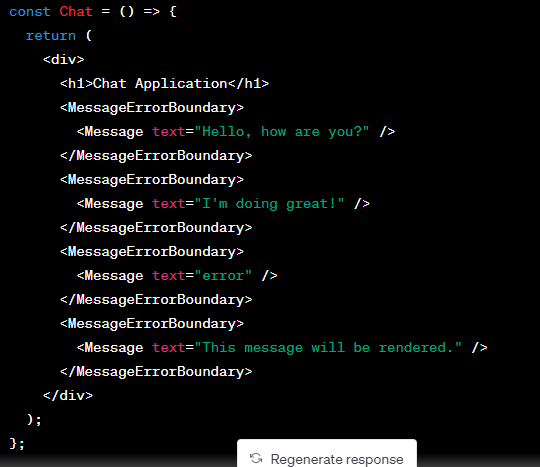 const Chat = () => {
return (
<div>
<h1>Chat Application</h1>
<MessageErrorBoundary>
<Message text="Hello, how are you?" />
</MessageErrorBoundary>
<MessageErrorBoundary>
<Message text="I'm doing great!" />
</MessageErrorBoundary>
<MessageErrorBoundary>
<Message text="error" />
</MessageErrorBoundary>
<MessageErrorBoundary>
<Message text="This message will be rendered." />
</MessageErrorBoundary>
</div>
);
};
Regenerate response